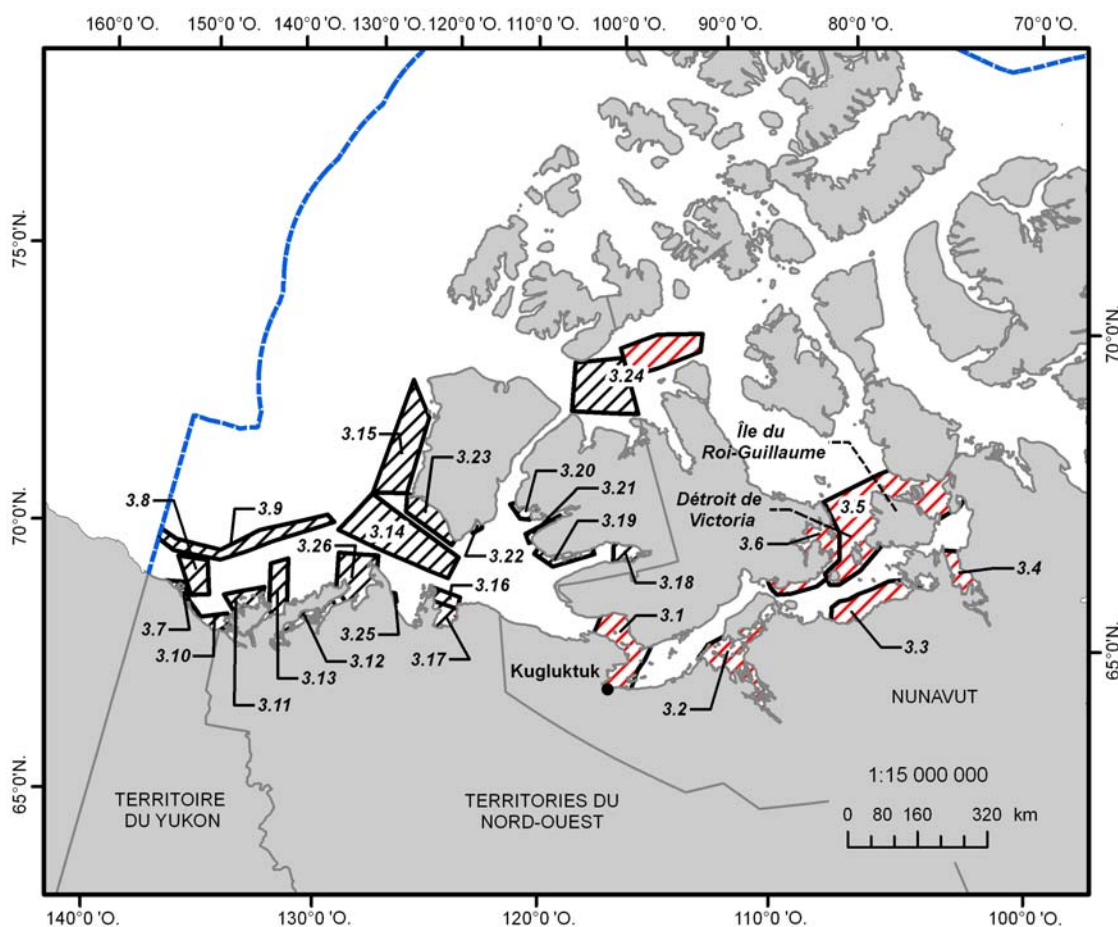 160°0 'O. 150°0 'O. 140°0 'O. 130°0 'O. 120°0 'O. 110°0 'O. 100°0 'O. 90°0 'O. 80°0 'O. 70°0 'O.
75°0'N.
70°0'N.
3.24
Île du
Roi-Guillaume
3.15
3.23
3.20
3.21
Détroit de
Victoria
3.8
3.9
70°0'N.
3.14
3.26
3.22
3.19
3.5
3.6
3.18
3.16
3.4
3.7
3.25
3.1
3.10
3.12
3.17
3.3
65°0'N.
3.13
Kugluktuk
3.11
3.2
NUNAVUT
1:15 000 000
65°0'N.
TERRITOIRE
DU YUKON
TERRITORIES DU
NORD-OUEST
0 80 160 320 km
140°0 'O. 130°0 'O. 120°0 'O. 110°0 'O. 100°0 'O.